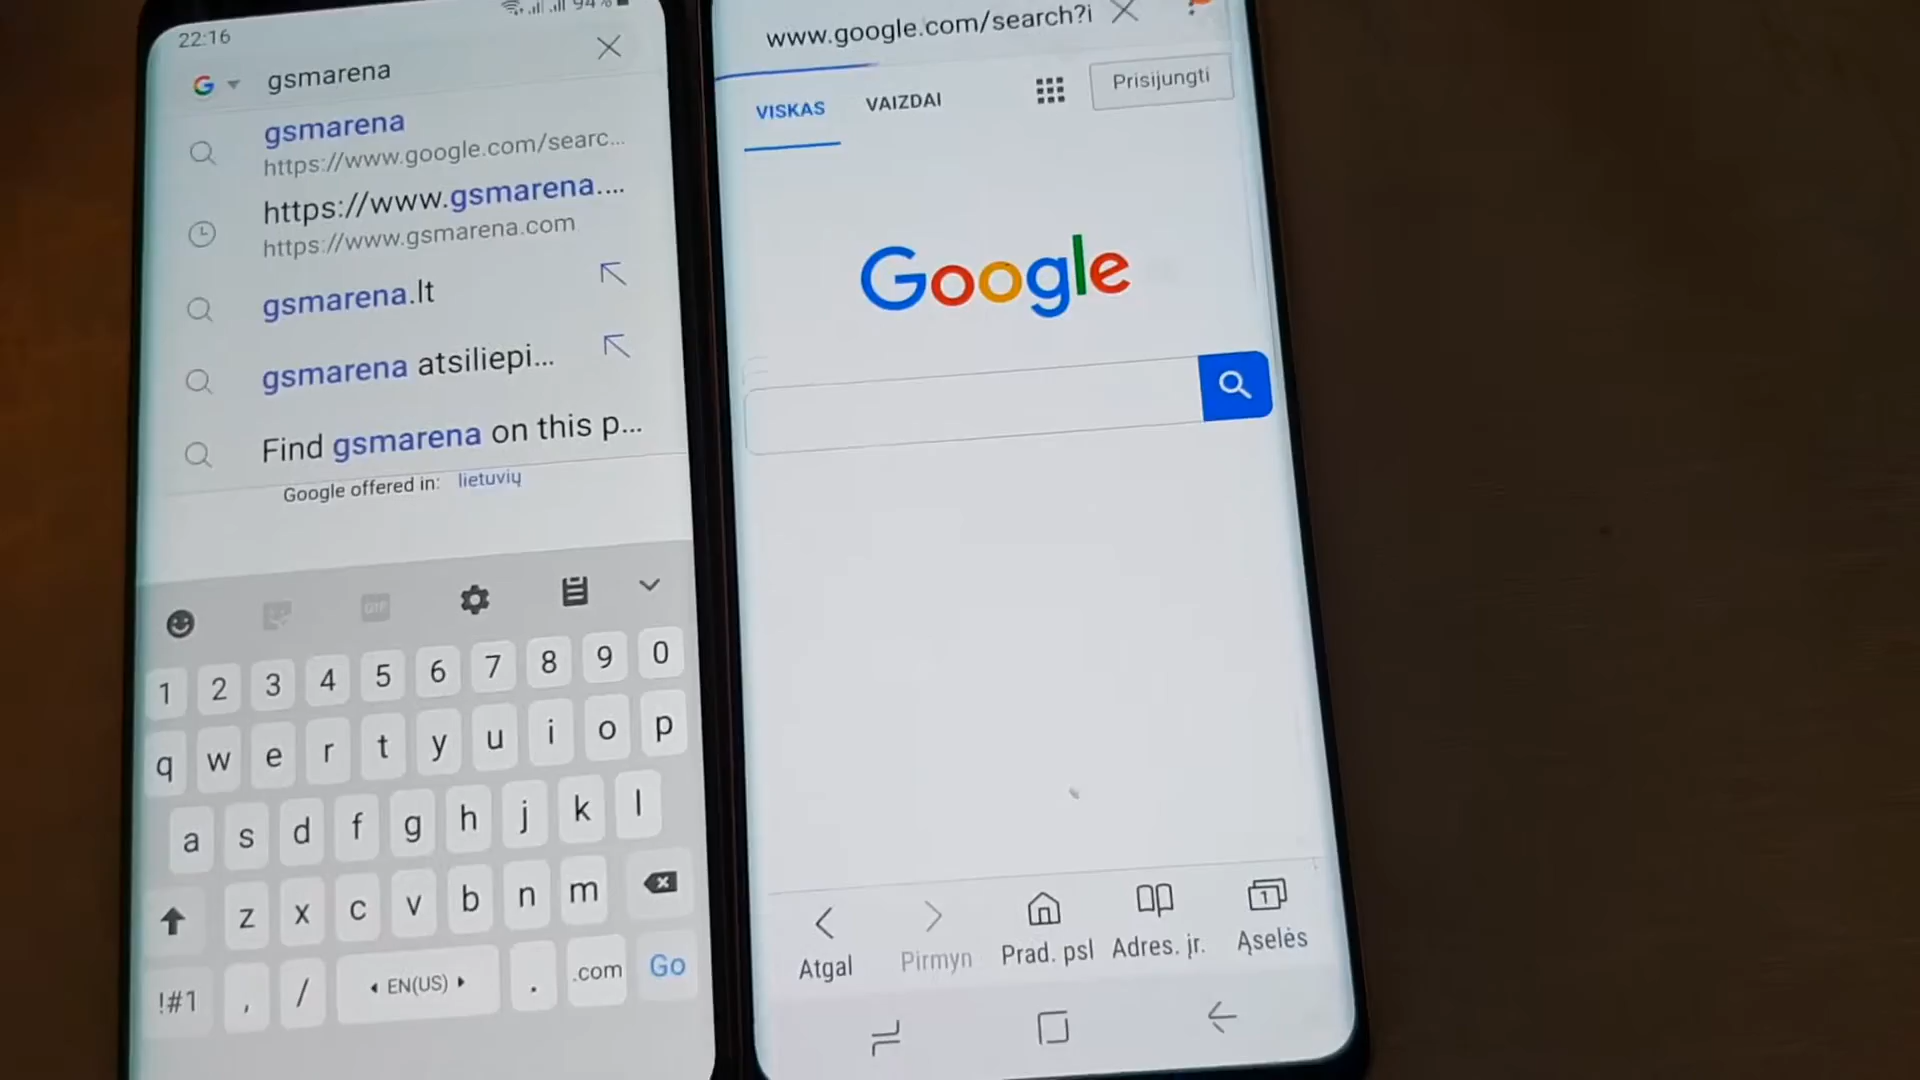 22:16
94%
gsmarena
gsmarena
https://www.google.com/searc...
https://www.gsmarena....
https://www.gsmarena.com
gsmarena.lt
gsmarena atsiliepi...
Find gsmarena on this p...
Google offered in: lietuvių
GIF
1 2 3 4 5 6 7 8 9 0
q w e r t y u i o p
a s d f g h j k l
z x c v b n m
!#1 , / EN(US) . .com Go
www.google.com/search?i
VISKAS VAIZDAI Prisijungti
Google
1
Atgal Pirmyn Prad. psl Adres. įr. Ąselės